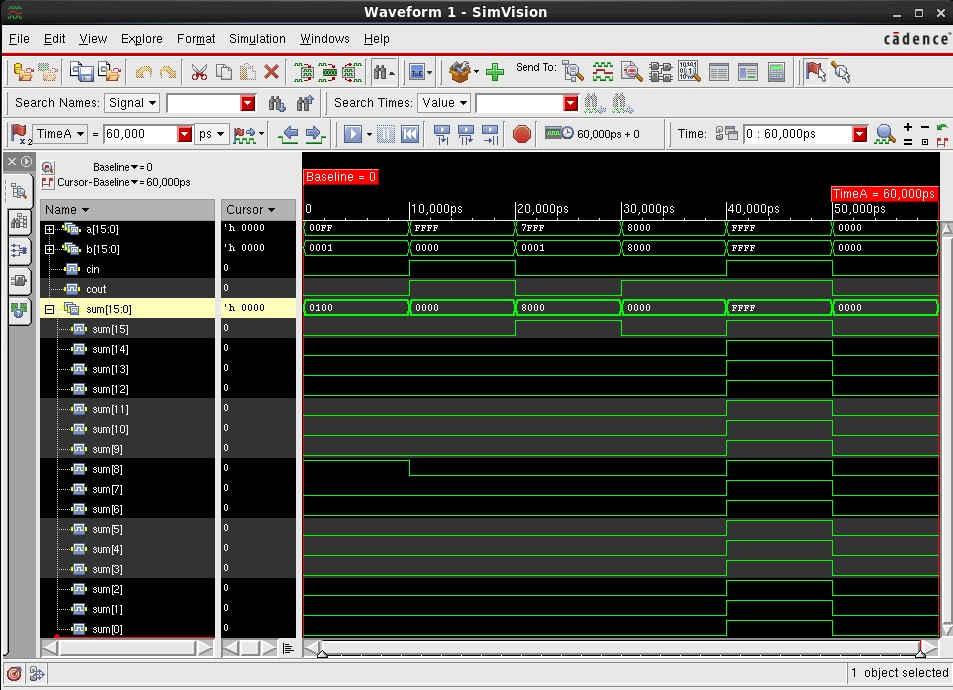 Waveform 1 - SimVision
File Edit View Explore Format Simulation Windows Help
cādence
Send To:
Search Names: Signal
Search Times: Value
TimeA = 60,000 ps
60,000ps + 0
Time: 0 : 60,000ps
Baseline = 0
Cursor-Baseline = 60,000ps
Baseline = 0
TimeA = 60,000ps
Name Cursor 0 10,000ps 20,000ps 30,000ps 40,000ps 50,000ps
a[15:0] 'h 0000 00FF FFFF 7FFF 8000 FFFF 0000
b[15:0] 'h 0000 0001 0000 0001 8000 FFFF 0000
cin 0
cout 0
sum[15:0] 'h 0000 0100 0000 8000 0000 FFFF 0000
sum[15] 0
sum[14] 0
sum[13] 0
sum[12] 0
sum[11] 0
sum[10] 0
sum[9] 0
sum[8] 0
sum[7] 0
sum[6] 0
sum[5] 0
sum[4] 0
sum[3] 0
sum[2] 0
sum[1] 0
sum[0] 0
1 object selected